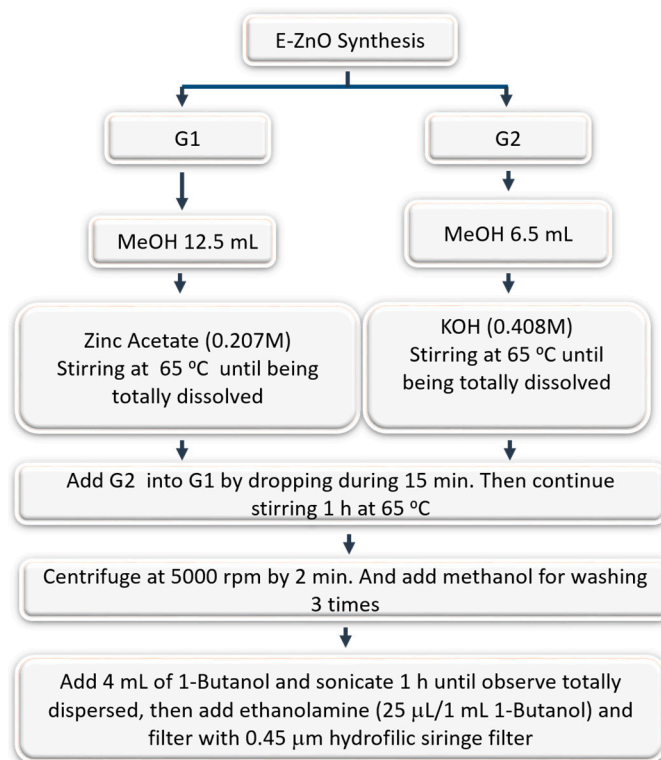 E-ZnO Synthesis
G1
G2
MeOH 12.5 mL
MeOH 6.5 mL
Zinc Acetate (0.207M)
Stirring at 65 ºC until being
totally dissolved
KOH (0.408M)
Stirring at 65 ºC until
being totally dissolved
Add G2 into G1 by dropping during 15 min. Then continue
stirring 1 h at 65 ºC
Centrifuge at 5000 rpm by 2 min. And add methanol for washing
3 times
Add 4 mL of 1-Butanol and sonicate 1 h until observe totally
dispersed, then add ethanolamine (25 μL/1 mL 1-Butanol) and
filter with 0.45 μm hydrofilic siringe filter